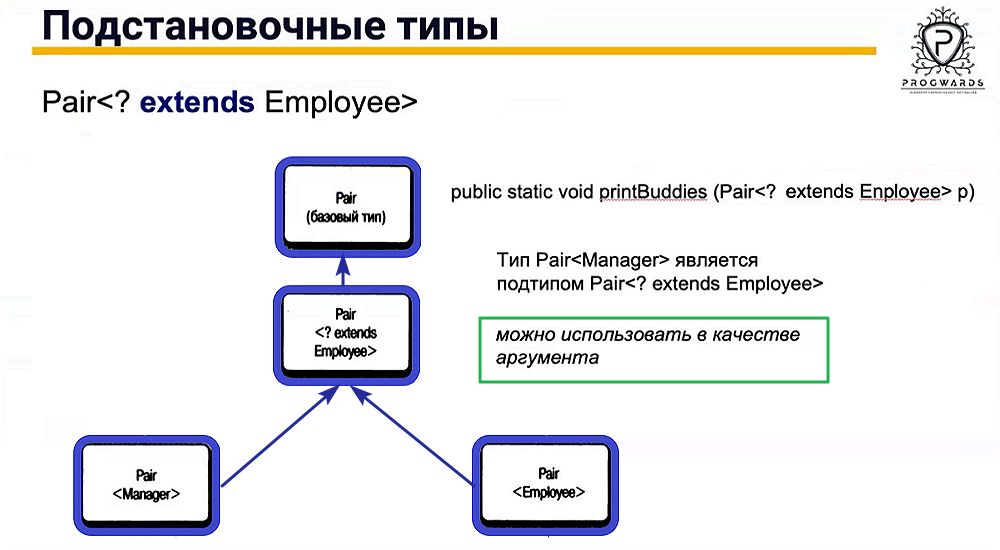 Подстановочные типы
PROGWARDS
Pair<? extends Employee>
Pair
(базовый тип)
public static void printBuddies (Pair<? extends Enployee> p)
Тип Pair<Manager> является
подтипом Pair<? extends Employee>
Pair
<? extends
Employee>
можно использовать в качестве
аргумента
Pair
<Manager>
Pair
<Employee>